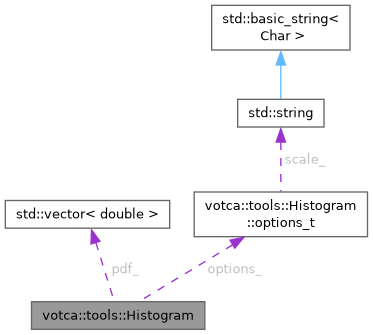 std::basic_string<
Char >
std::string
scale_
votca::tools::Histogram
::options_t
std::vector< double >
pdf_
options_
votca::tools::Histogram